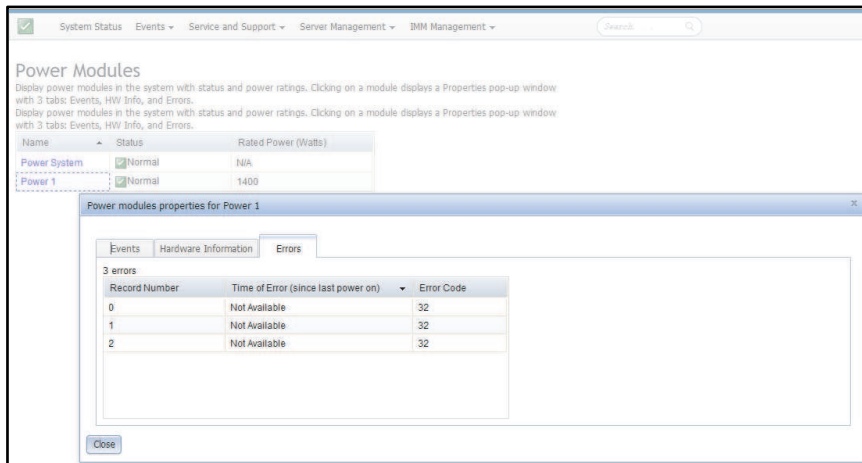 System Status Events Service and Support Server Management IMM Management Search
Power Modules
Display power modules in the system with status and power ratings. Clicking on a module displays a Properties pop-up window
with 3 tabs: Events, HW Info, and Errors.
Display power modules in the system with status and power ratings. Clicking on a module displays a Properties pop-up window
with 3 tabs: Events, HW Info, and Errors.
Name Status Rated Power (Watts)
Power System Normal N/A
Power 1 Normal 1400
Power modules properties for Power 1 x
Events Hardware Information Errors
3 errors
Record Number Time of Error (since last power on) Error Code
0 Not Available 32
1 Not Available 32
2 Not Available 32
Close